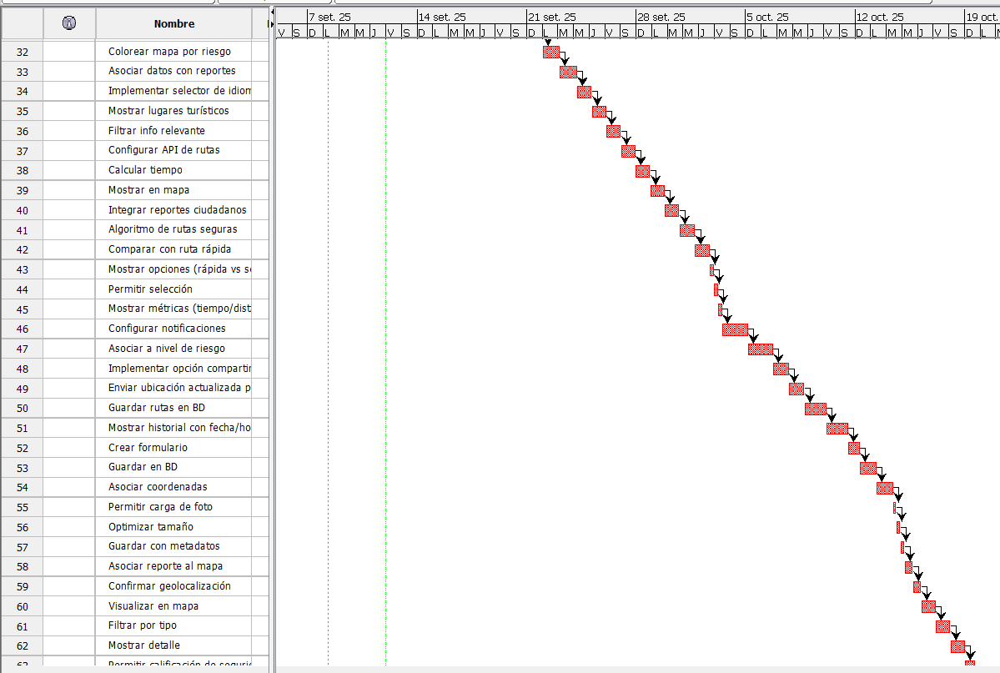 Nombre
7 set. 25 14 set. 25 21 set. 25 28 set. 25 5 oct. 25 12 oct. 25 19 oct.
V S D L M M J V S D L M M J V S D L M M J V S D L M M J V S D L M M J V S D L M M J V S D L
32 Colorear mapa por riesgo
33 Asociar datos con reportes
34 Implementar selector de idiom
35 Mostrar lugares turísticos
36 Filtrar info relevante
37 Configurar API de rutas
38 Calcular tiempo
39 Mostrar en mapa
40 Integrar reportes ciudadanos
41 Algoritmo de rutas seguras
42 Comparar con ruta rápida
43 Mostrar opciones (rápida vs se
44 Permitir selección
45 Mostrar métricas (tiempo/dist
46 Configurar notificaciones
47 Asociar a nivel de riesgo
48 Implementar opción compartir
49 Enviar ubicación actualizada p
50 Guardar rutas en BD
51 Mostrar historial con fecha/ho
52 Crear formulario
53 Guardar en BD
54 Asociar coordenadas
55 Permitir carga de foto
56 Optimizar tamaño
57 Guardar con metadatos
58 Asociar reporte al mapa
59 Confirmar geolocalización
60 Visualizar en mapa
61 Filtrar por tipo
62 Mostrar detalle
63 Permitir calificación de seguric